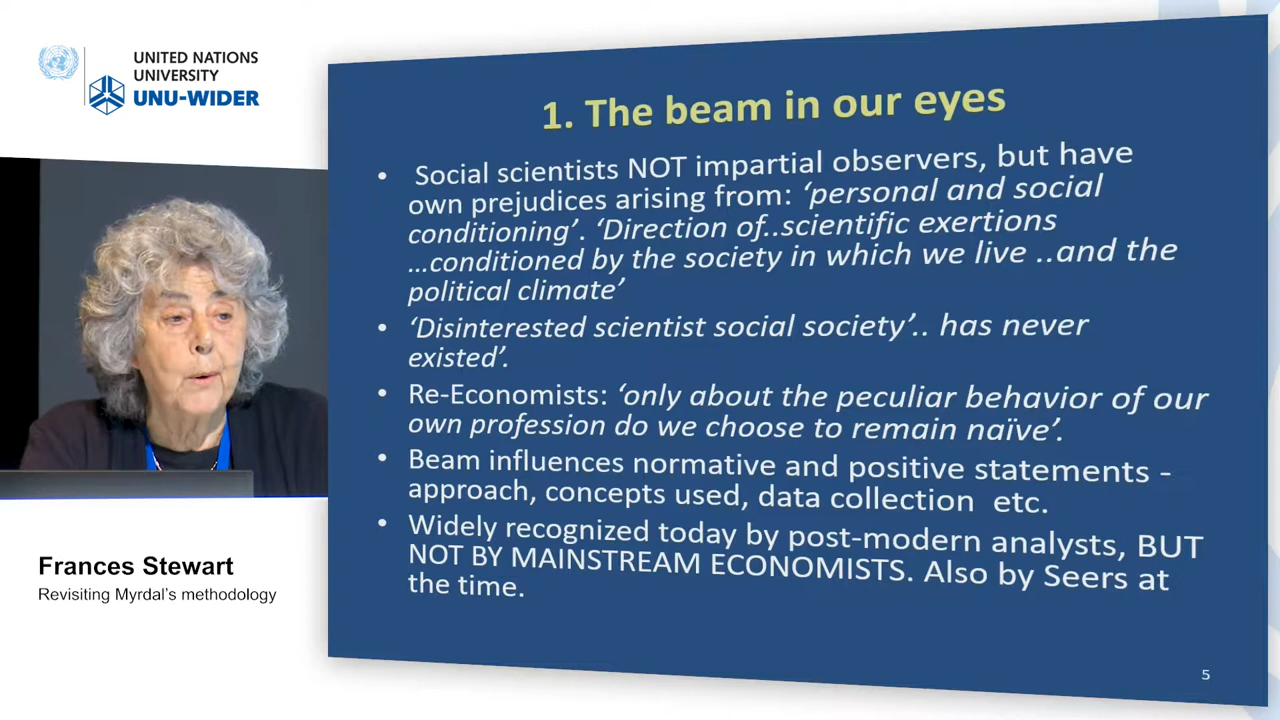 UNITED NATIONS
UNIVERSITY
UNU-WIDER
Frances Stewart
Revisiting Myrdal's methodology
1. The beam in our eyes
• Social scientists NOT impartial observers, but have
own prejudices arising from: ‘personal and social
conditioning’. ‘Direction of..scientific exertions
…conditioned by the society in which we live ..and the
political climate’
• ‘Disinterested scientist social society’.. has never
existed’.
• Re-Economists: ‘only about the peculiar behavior of our
own profession do we choose to remain naïve’.
• Beam influences normative and positive statements -
approach, concepts used, data collection etc.
• Widely recognized today by post-modern analysts, BUT
NOT BY MAINSTREAM ECONOMISTS. Also by Seers at
the time.
5